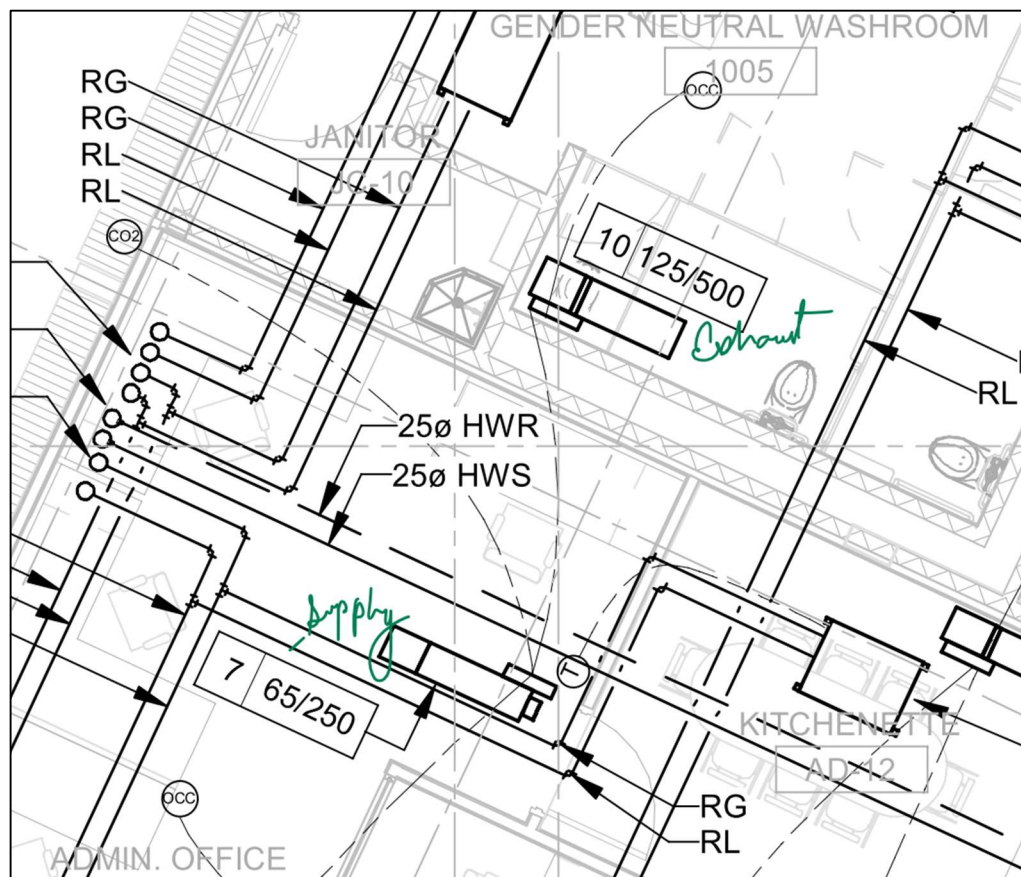 GENDER NEUTRAL WASHROOM
1005
OCC
RG
RG
RL
RL
JANITOR
JC-10
CO2
10 125/500
Exhaust
RL
25ø HWR
25ø HWS
Supply
7 65/250
T
KITCHENETTE
AD-12
RG
RL
OCC
ADMIN. OFFICE